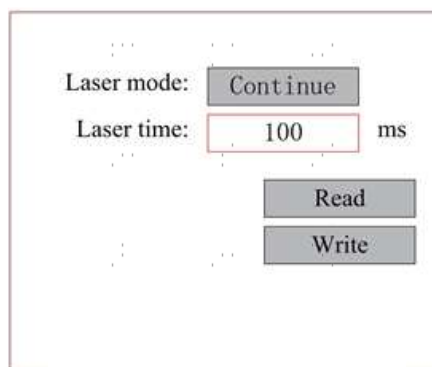 Laser mode: Continue
Laser time: 100 ms
Read
Write